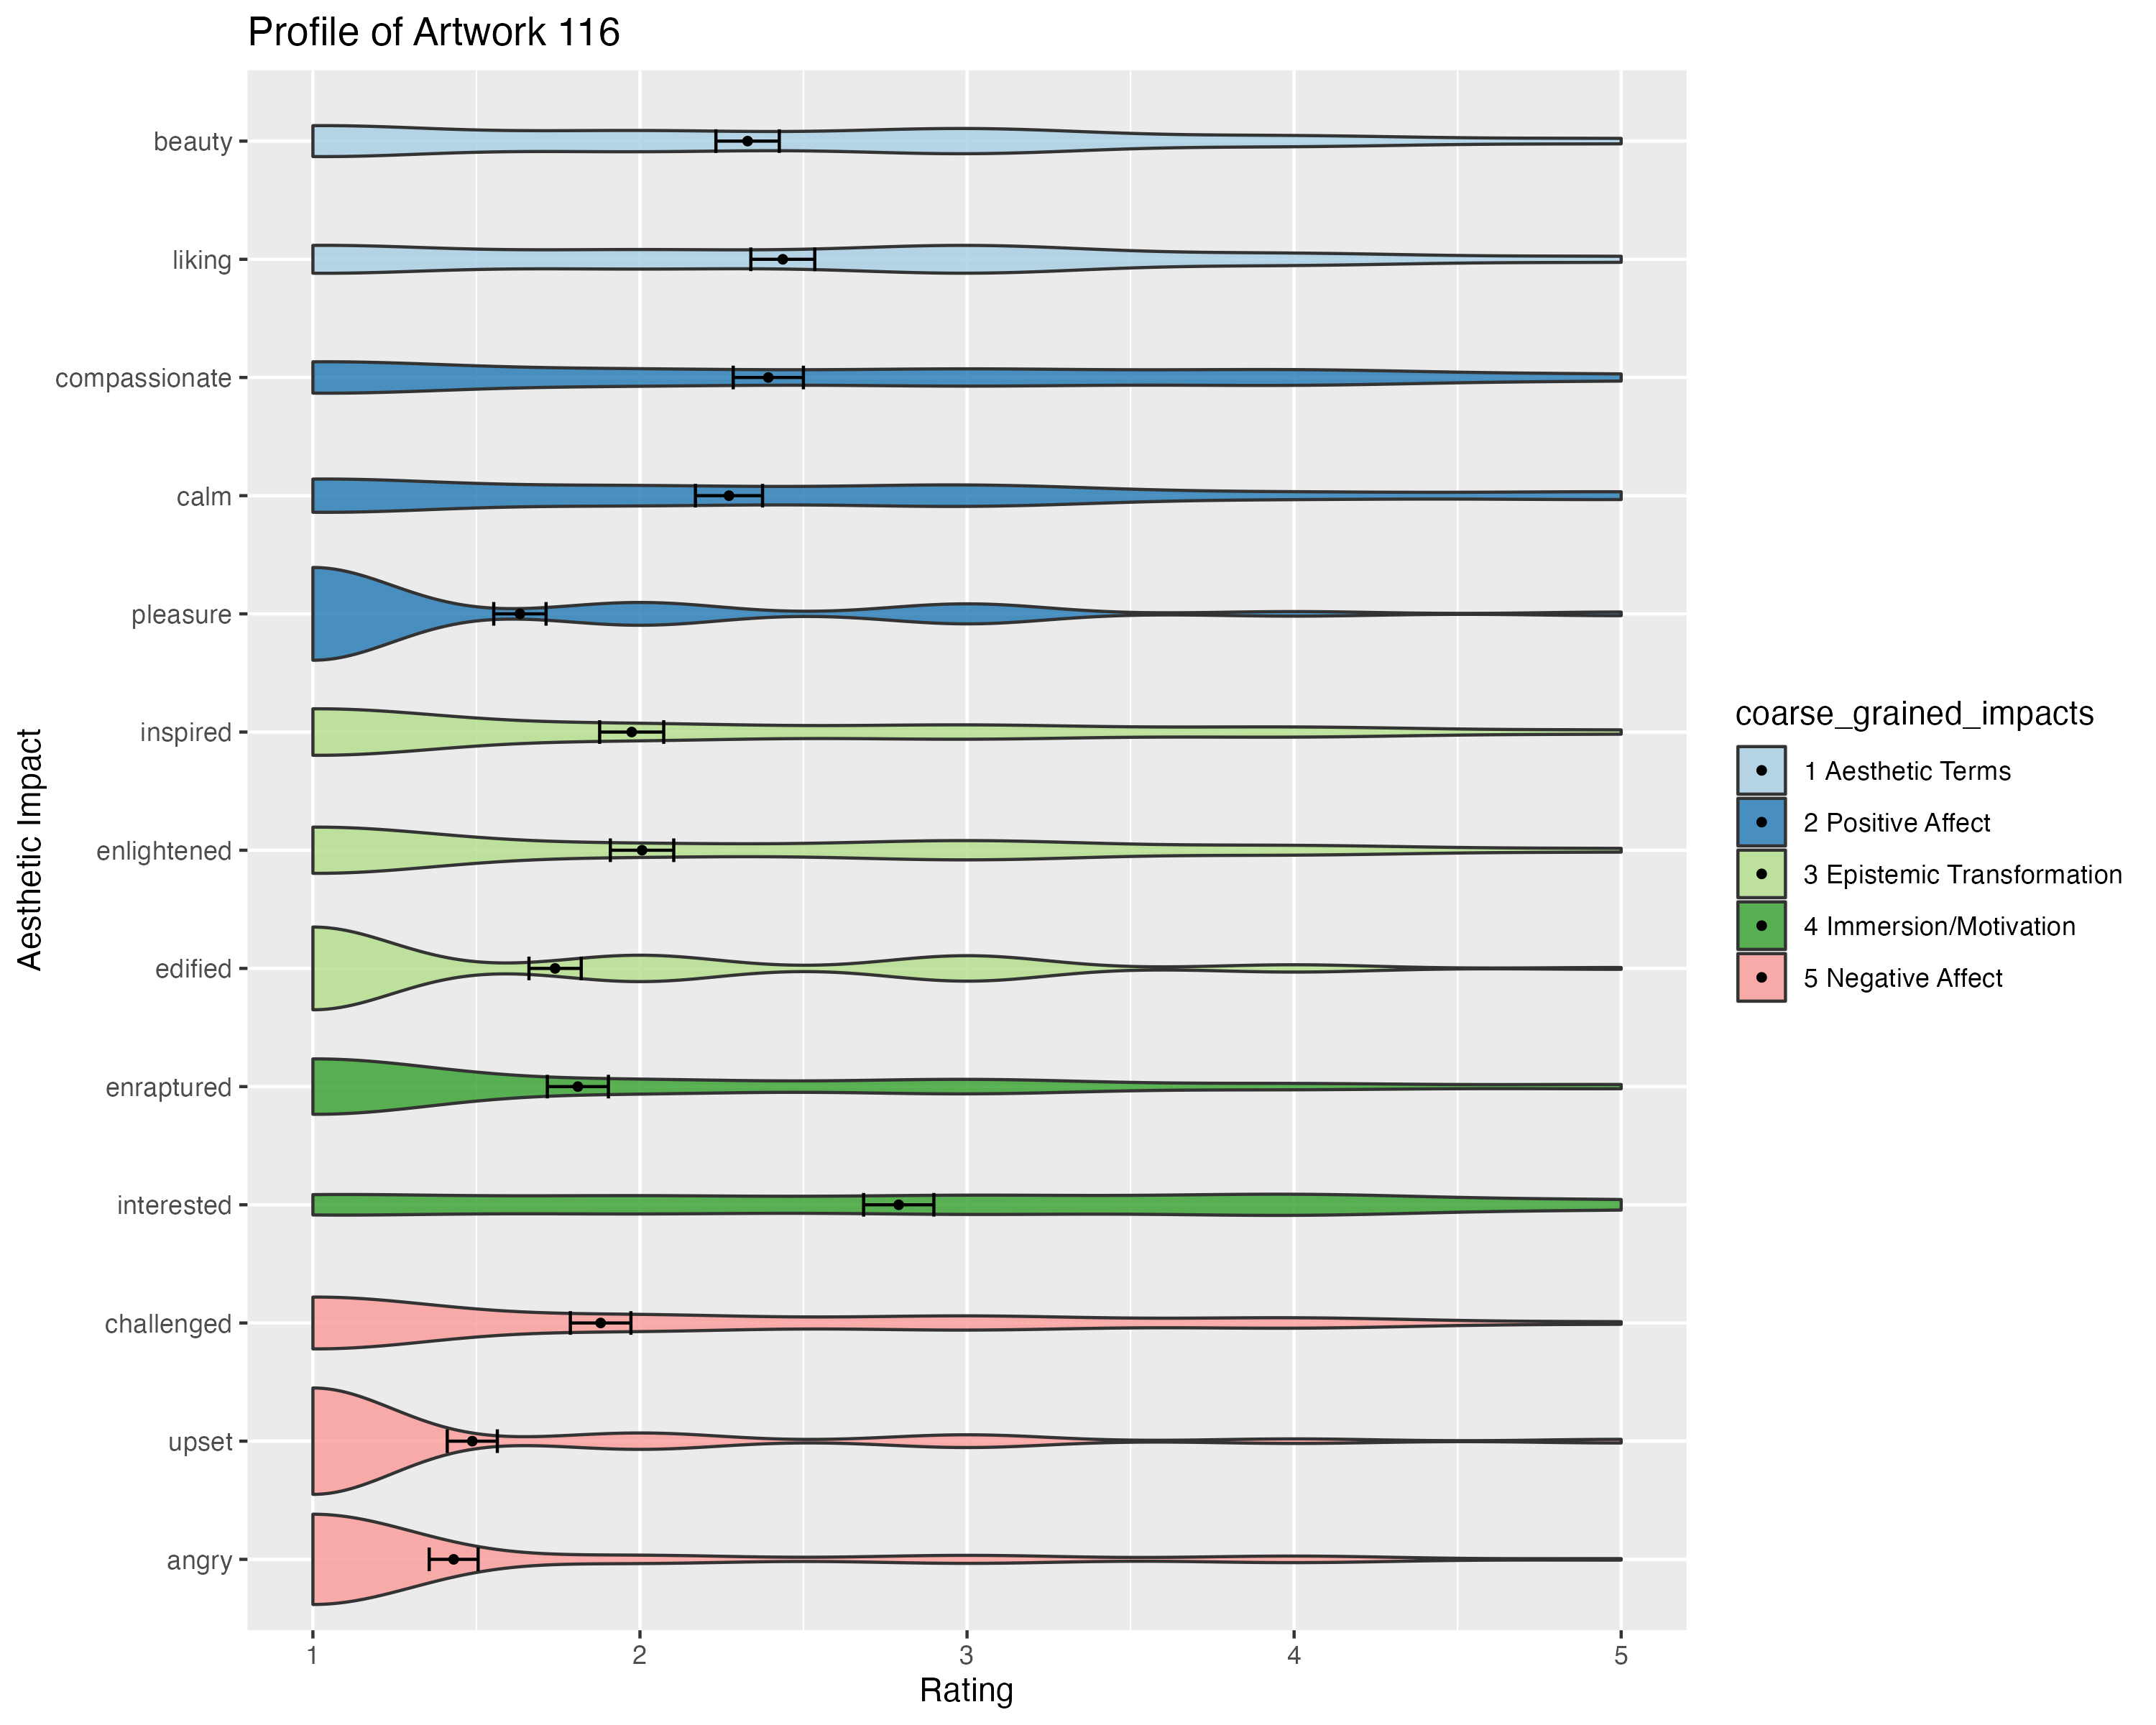 Profile of Artwork 116
Aesthetic Impact
beauty
liking
compassionate
calm
pleasure
inspired
enlightened
edified
enraptured
interested
challenged
upset
angry
1 2 3 4 5
Rating
coarse_grained_impacts
1 Aesthetic Terms
2 Positive Affect
3 Epistemic Transformation
4 Immersion/Motivation
5 Negative Affect